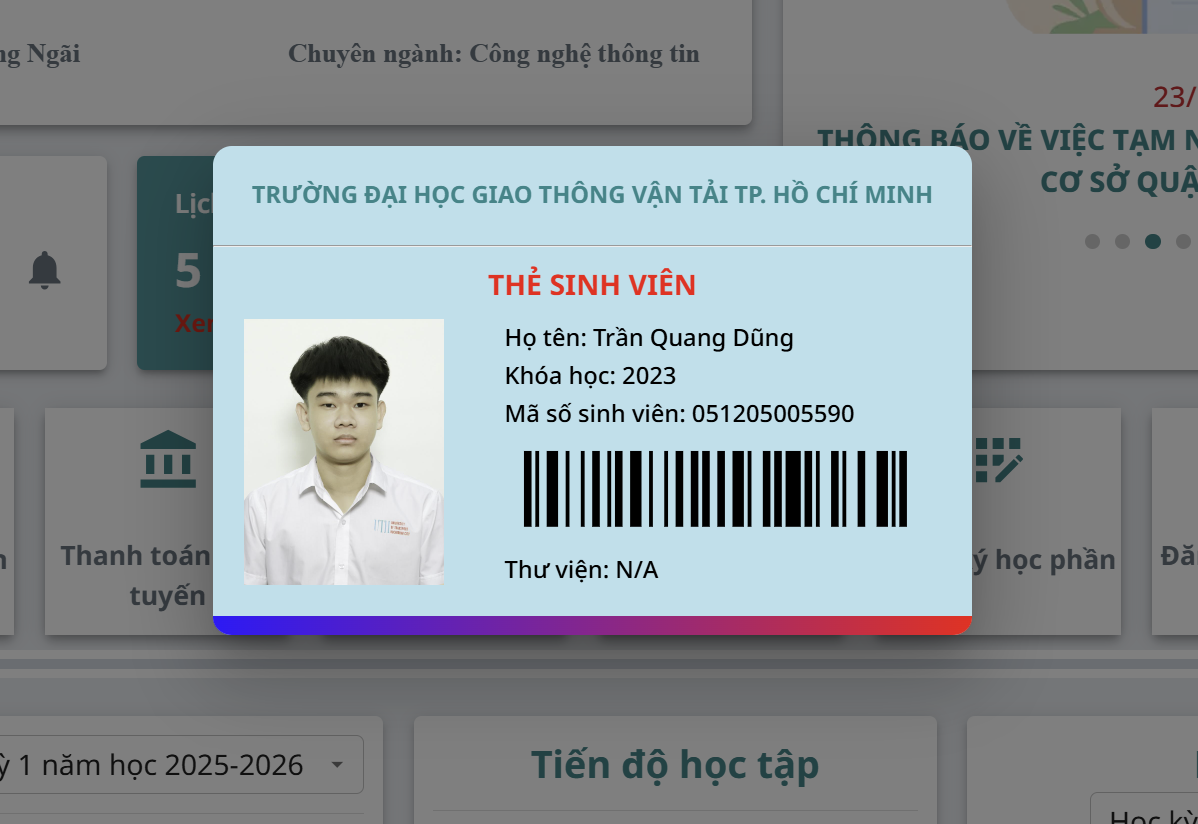 ng Ngãi
Chuyên ngành: Công nghệ thông tin
23/
THÔNG BÁO VỀ VIỆC TẠM N
CƠ SỞ QUẬ
Lịc
5
Xer
TRƯỜNG ĐẠI HỌC GIAO THÔNG VẬN TẢI TP. HỒ CHÍ MINH
THẺ SINH VIÊN
Họ tên: Trần Quang Dũng
Khóa học: 2023
Mã số sinh viên: 051205005590
Thư viện: N/A
Thanh toán
tuyến
ý học phần
Đă
ỳ 1 năm học 2025-2026
Tiến độ học tập
Học kỳ